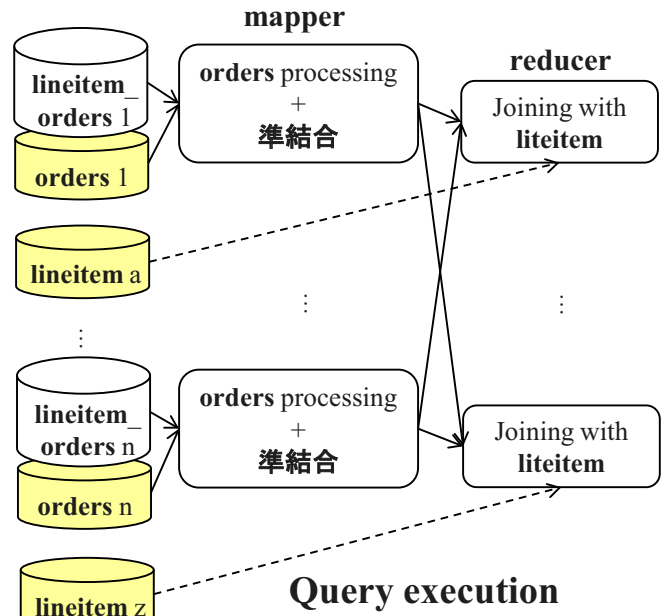 mapper
reducer
lineitem_
orders 1
orders 1
orders processing
+
準結合
Joining with
liteitem
lineitem a
⋮
⋮
⋮
lineitem_
orders n
orders n
orders processing
+
準結合
Joining with
liteitem
lineitem z
Query execution